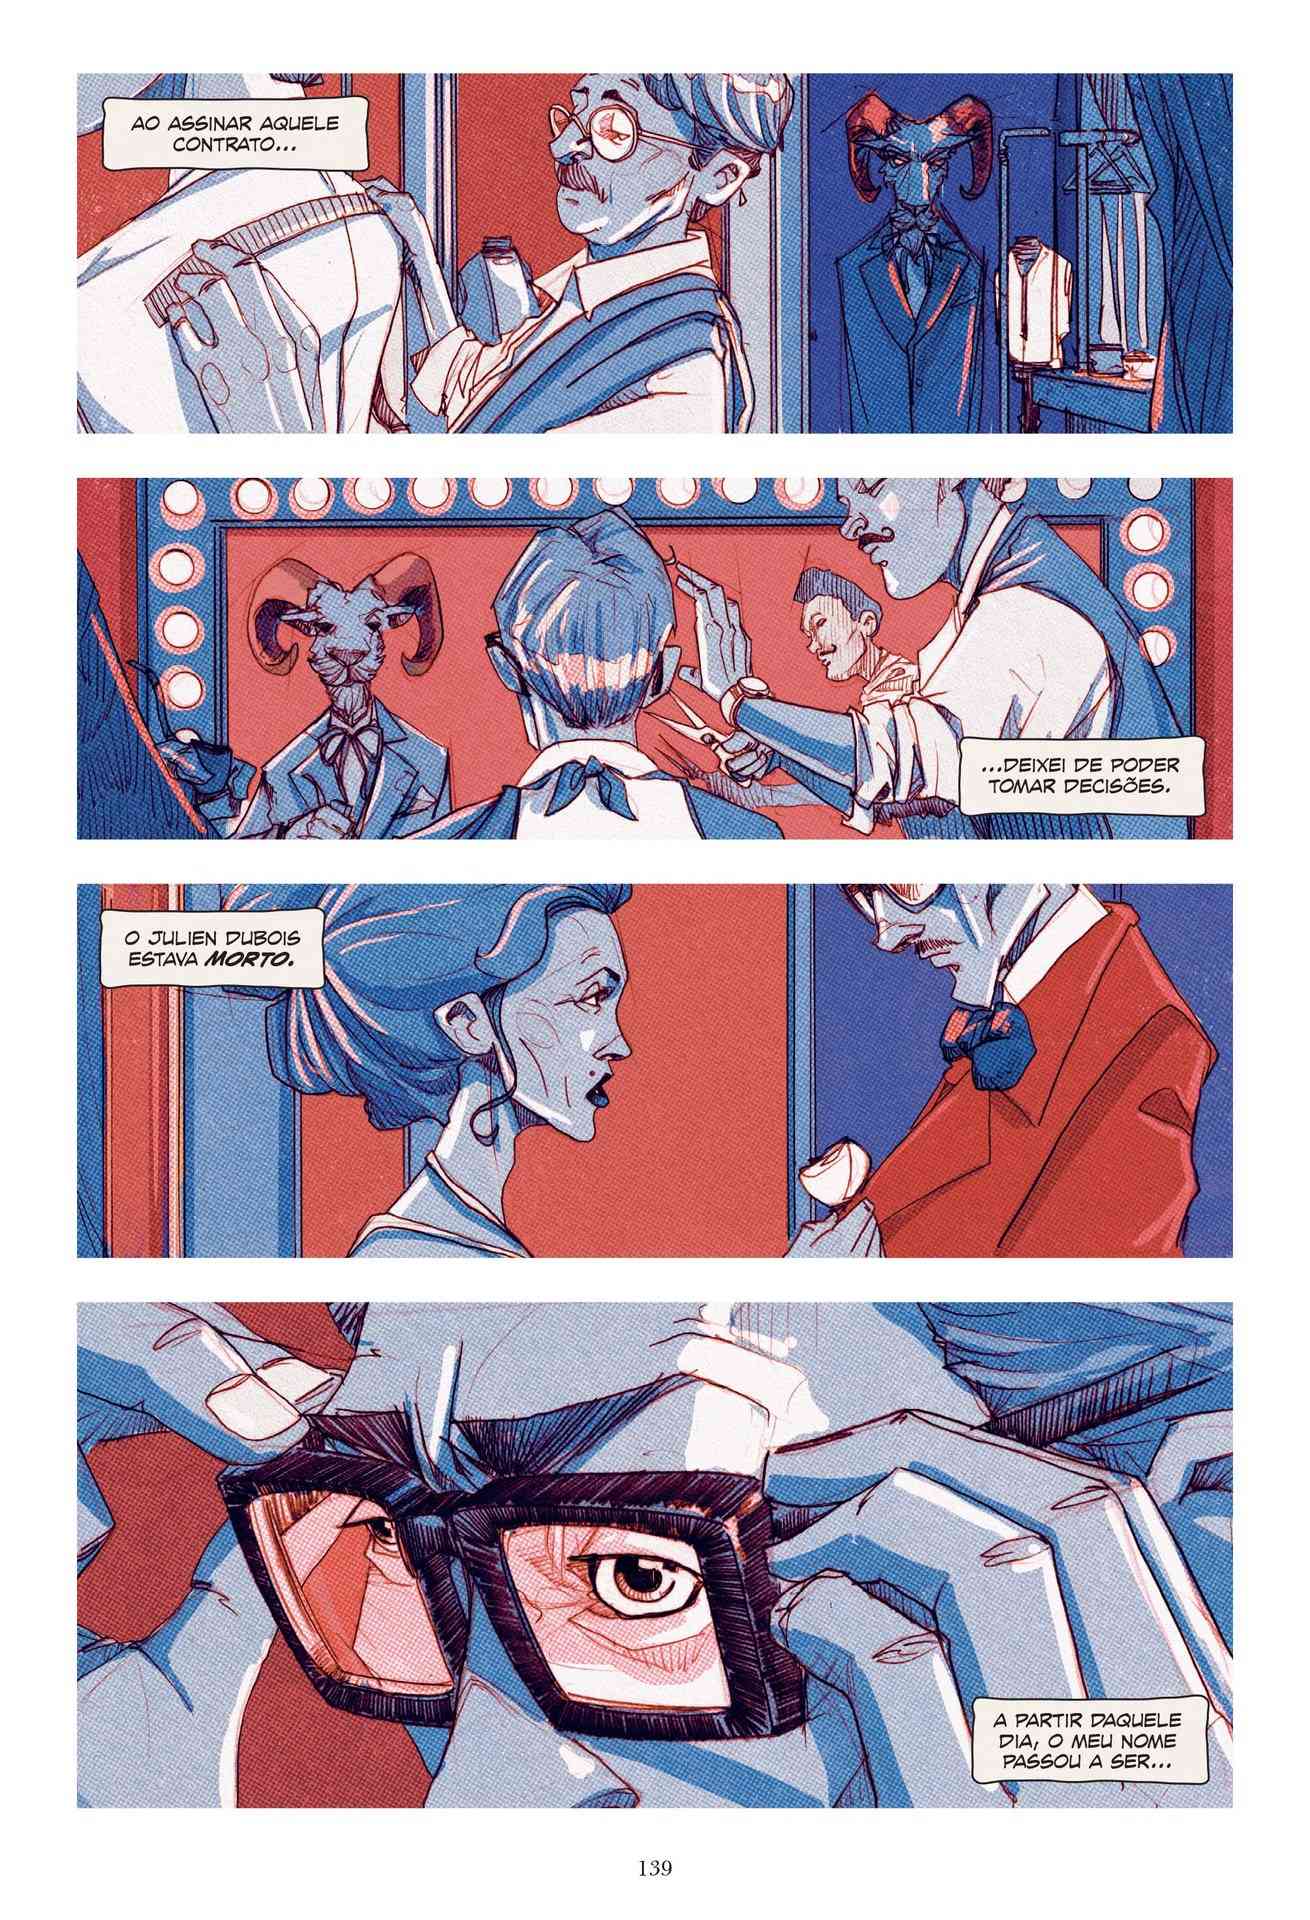 AO ASSINAR AQUELE
CONTRATO...
...DEIXEI DE PODER
TOMAR DECISÕES.
O JULIEN DUBOIS
ESTAVA MORTO.
A PARTIR DAQUELE
DIA, O MEU NOME
PASSOU A SER...
139